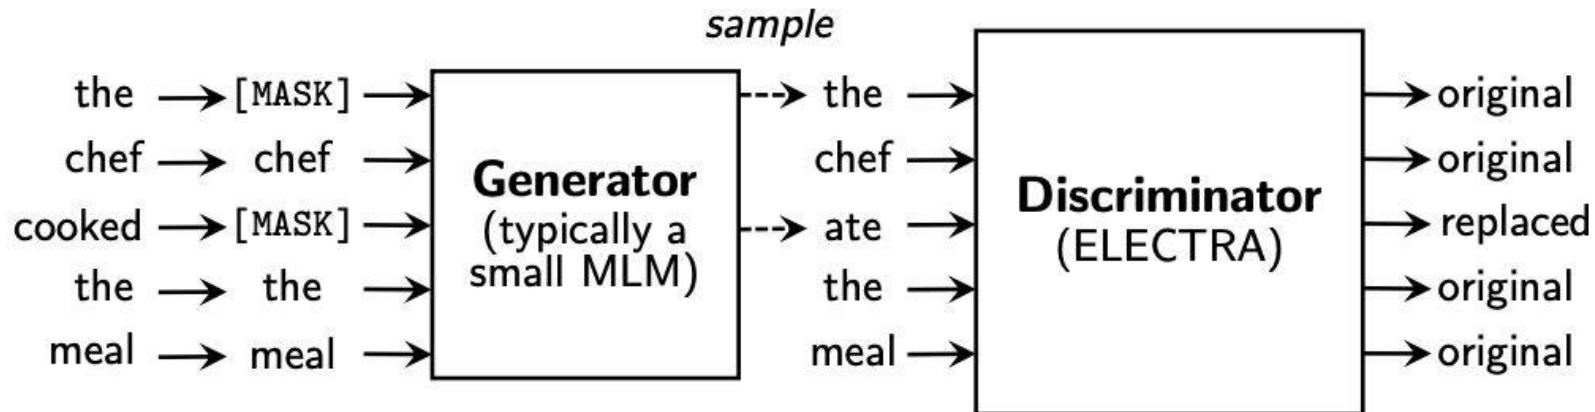 sample
the [MASK] the original
chef chef chef original
cooked [MASK] ate replaced
the the the original
meal meal meal original
Generator
(typically a
small MLM)
Discriminator
(ELECTRA)